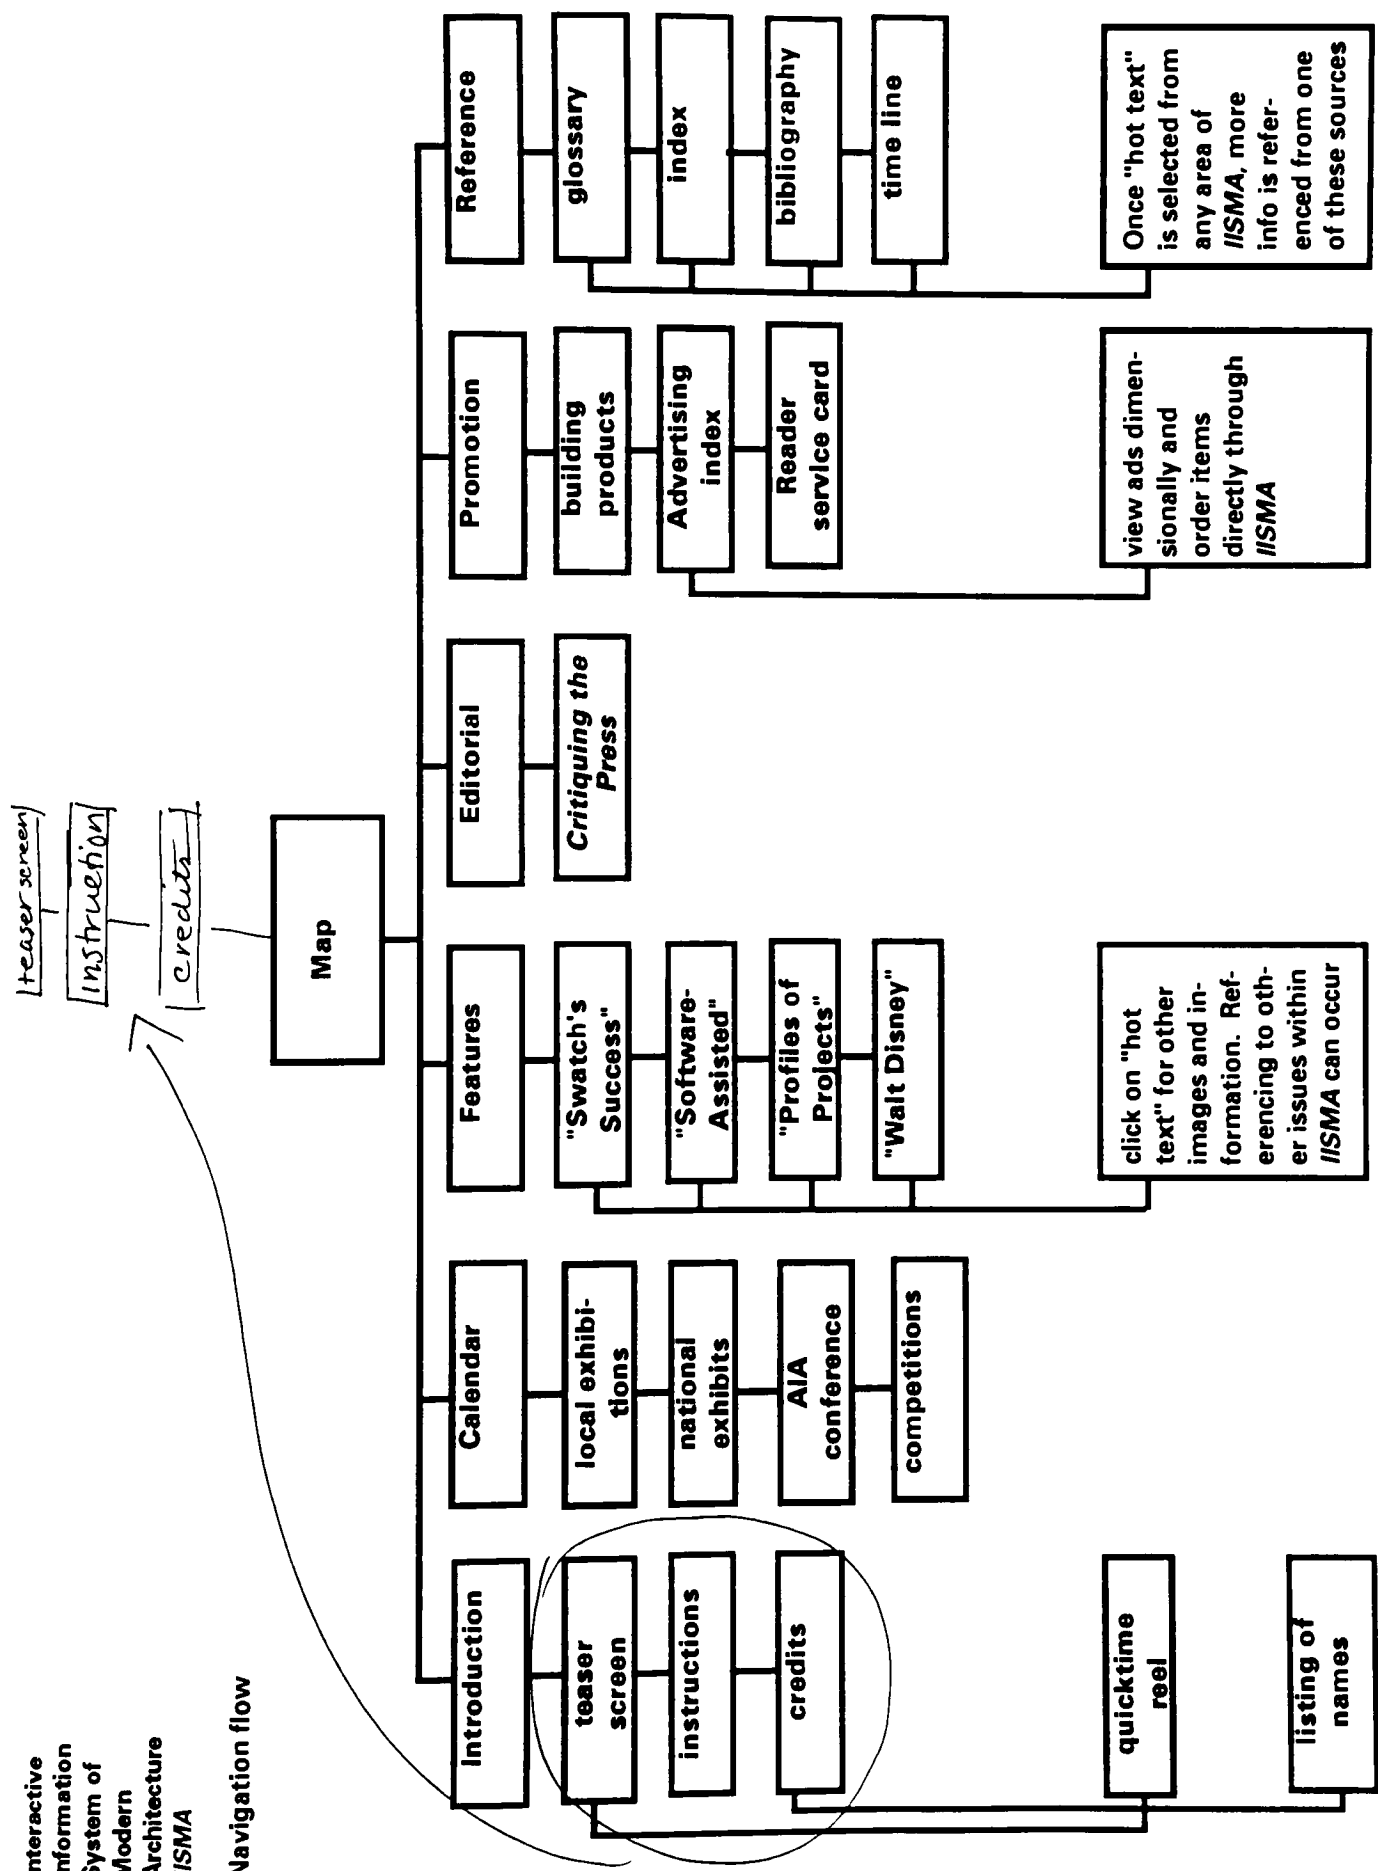 nteractive
nformation
System of
Modern
Architecture
IISMA
Navigation flow
teaser screen
Instruction
credits
Map
Introduction
teaser
screen
instructions
credits
quicktime
reel
listing of
names
Calendar
local exhibi-
tions
national
exhibits
AIA
conference
competitions
Features
"Swatch's
Success"
"Software-
Assisted"
"Profiles of
Projects"
"Walt Disney"
click on "hot
text" for other
images and in-
formation. Ref-
erencing to oth-
er issues within
IISMA can occur
Editorial
Critiquing the
Press
Promotion
building
products
Advertising
index
Reader
service card
view ads dimen-
sionally and
order items
directly through
IISMA
Reference
glossary
index
bibliography
time line
Once "hot text"
is selected from
any area of
IISMA, more
info is refer-
enced from one
of these sources